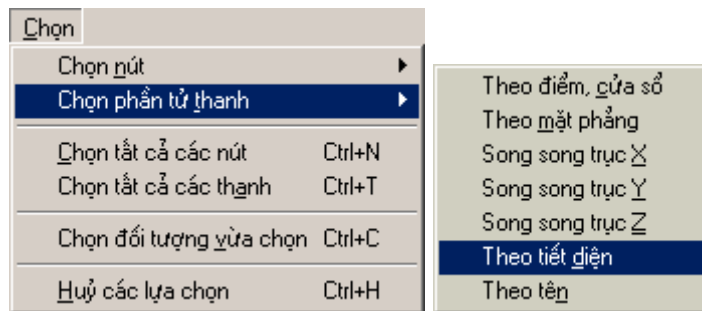 Chọn
Chọn nút
Chọn phần tử thanh
Chọn tất cả các nút Ctrl+N
Chọn tất cả các thanh Ctrl+T
Chọn đối tượng vừa chọn Ctrl+C
Huỷ các lựa chọn Ctrl+H
Theo điểm, cửa sổ
Theo mặt phẳng
Song song trục X
Song song trục Y
Song song trục Z
Theo tiết diện
Theo tên